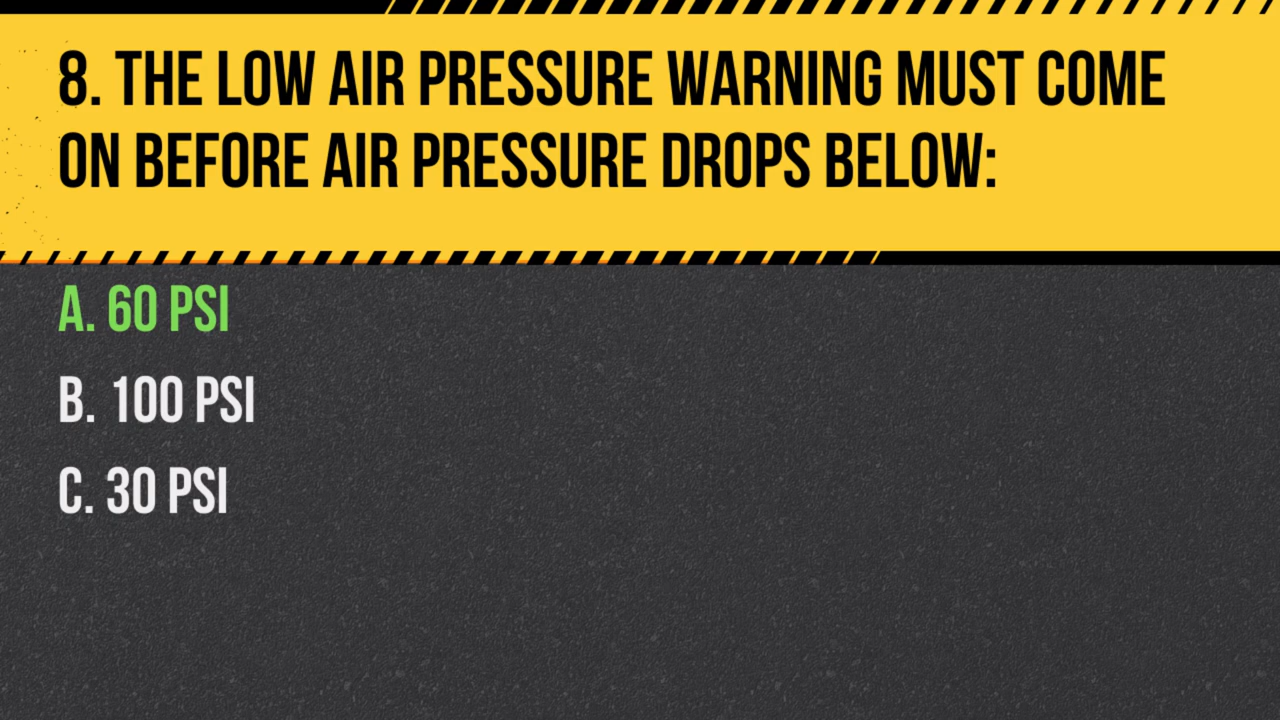 8. THE LOW AIR PRESSURE WARNING MUST COME
ON BEFORE AIR PRESSURE DROPS BELOW:
A. 60 PSI
B. 100 PSI
C. 30 PSI